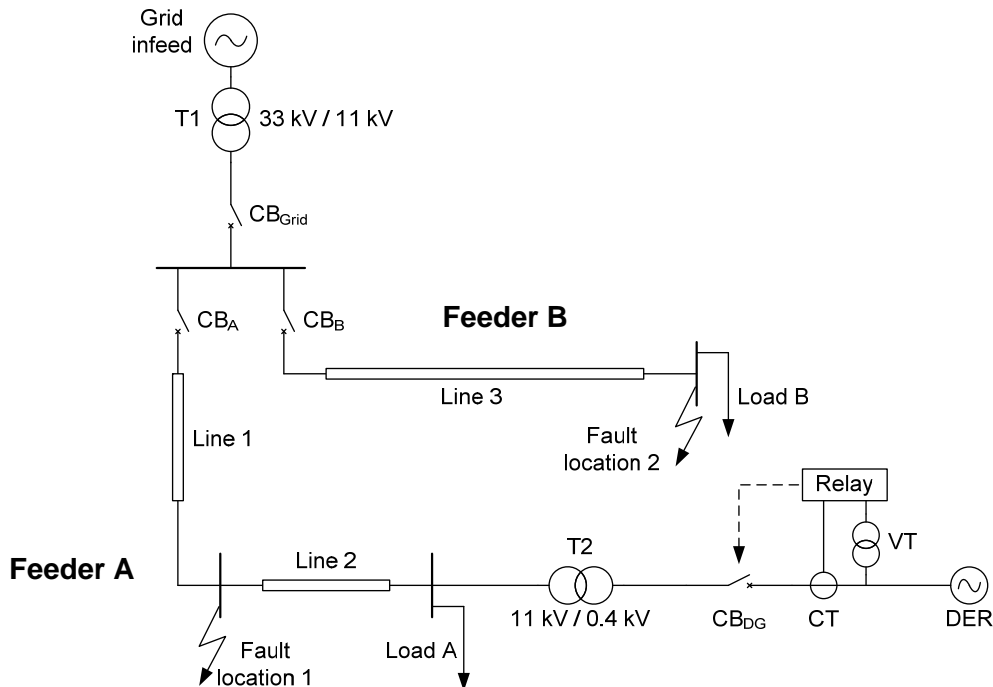 Grid
infeed
T1
33 kV / 11 kV
CBGrid
CBA
CBB
Feeder B
Line 3
Load B
Line 1
Fault
location 2
Relay
VT
T2
Feeder A
Line 2
11 kV / 0.4 kV
CBDG
CT
DER
Load A
Fault
location 1